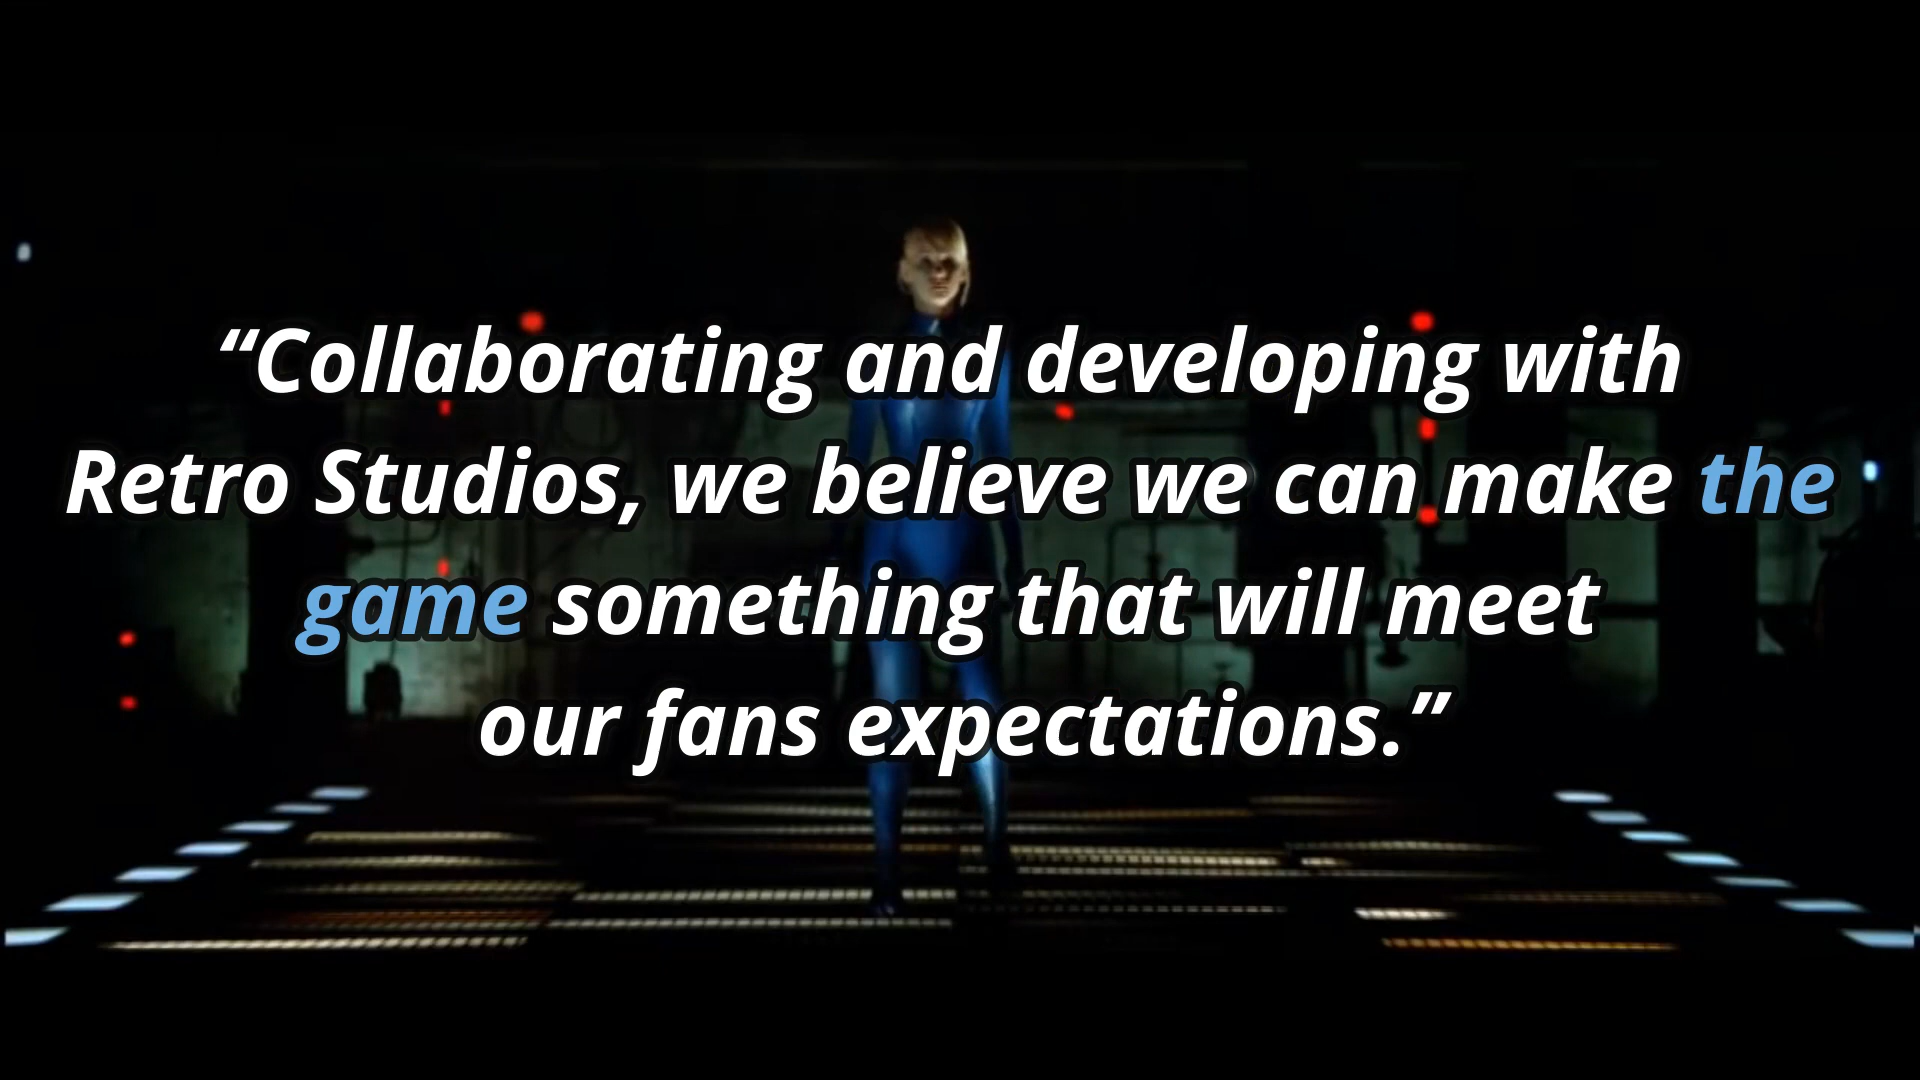 “Collaborating and developing with
Retro Studios, we believe we can make the
game something that will meet
our fans expectations.”